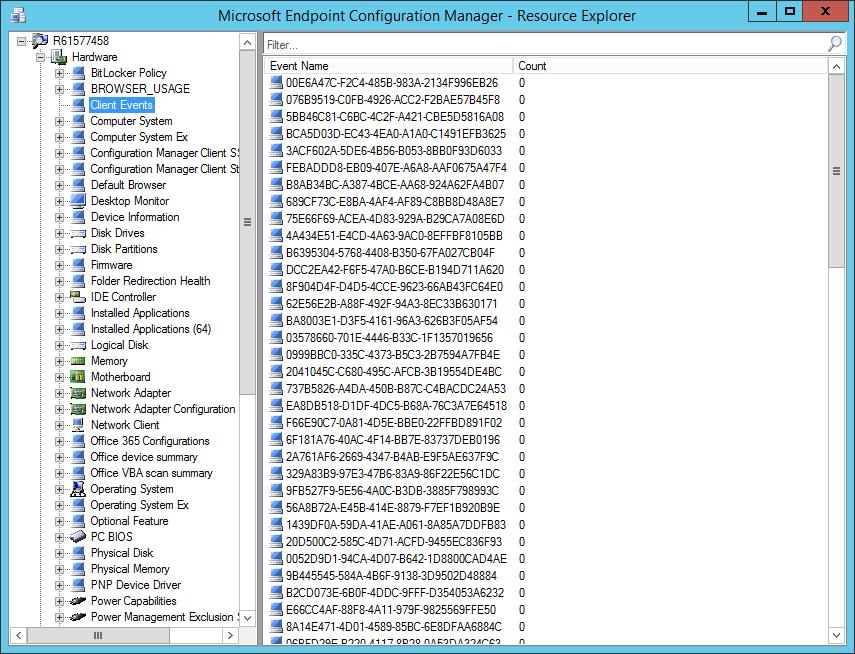 Microsoft Endpoint Configuration Manager - Resource Explorer
R61577458
Hardware
BitLocker Policy
BROWSER_USAGE
Client Events
Computer System
Computer System Ex
Configuration Manager Client
Configuration Manager Client
Default Browser
Desktop Monitor
Device Information
Disk Drives
Disk Partitions
Firmware
Folder Redirection Health
IDE Controller
Installed Applications
Installed Applications (64)
Logical Disk
Memory
Motherboard
Network Adapter
Network Adapter Configuration
Network Client
Office 365 Configurations
Office device summary
Office VBA scan summary
Operating System
Operating System Ex
Optional Feature
PC BIOS
Physical Disk
Physical Memory
PNP Device Driver
Power Capabilities
Power Management Exclusion
Filter...
Event Name Count
00E6A47C-F2C4-485B-983A-2134F996EB26 0
076B9519-C0FB-4926-ACC2-F2BAE57B45F8 0
5BB46C81-C6BC-4C2F-A421-CBE5D5816A08 0
BCA5D03D-EC43-4EA0-A1A0-C1491EFB3625 0
3ACF602A-5DE6-4B56-B053-8BB0F93D6033 0
FEBADDD8-EB09-407E-A6A8-AAF0675A47F4 0
B8AB34BC-A387-4BCE-AA68-924A62FA4B07 0
689CF73C-E8BA-4AF4-AF89-C8BB8D48A8E7 0
75E66F69-ACEA-4D83-929A-B29CA7A08E6D 0
4A434E51-E4CD-4A63-9AC0-8EFFBF8105BB 0
B6395304-5768-4408-B350-67FA027CB04F 0
DCC2EA42-F6F5-47A0-B6CE-B194D711A620 0
8F904D4F-D4D5-4CCE-9623-66AB43FC64E0 0
62E56E2B-A88F-492F-94A3-8EC33B630171 0
BA8003E1-D3F5-4161-96A3-626B3F05AF54 0
03578660-701E-4446-B33C-1F1357019656 0
0999BBC0-335C-4373-B5C3-2B7594A7FB4E 0
2041045C-C680-495C-AFCB-3B19554DE4BC 0
737B5826-A4DA-450B-B87C-C4BACDC24A53 0
EA8DB518-D1DF-4DC5-B68A-76C3A7E64518 0
F66E90C7-0A81-4D5E-BBE0-22FFBD891F02 0
6F181A76-40AC-4F14-BB7E-83737DEB0196 0
2A761AF6-2669-4347-B4AB-E9F5AE637F9C 0
329A83B9-97E3-47B6-83A9-86F22E56C1DC 0
9FB527F9-5E56-4A0C-B3DB-3885F798993C 0
56A8B72A-E45B-414E-8879-F7EF1B920B9E 0
1439DF0A-59DA-41AE-A061-8A85A7DDFB83 0
20D500C2-585C-4D71-ACFD-9455EC836F93 0
0052D9D1-94CA-4D07-B642-1D8800CAD4AE 0
9B445545-584A-4B6F-9138-3D9502D48884 0
B2CD073E-6B0F-4DDC-9FFF-D354053A6232 0
E66CC4AF-88F8-4A11-979F-9825569FFE50 0
8A14E471-4D01-4589-85BC-6E8DFAA6884C 0